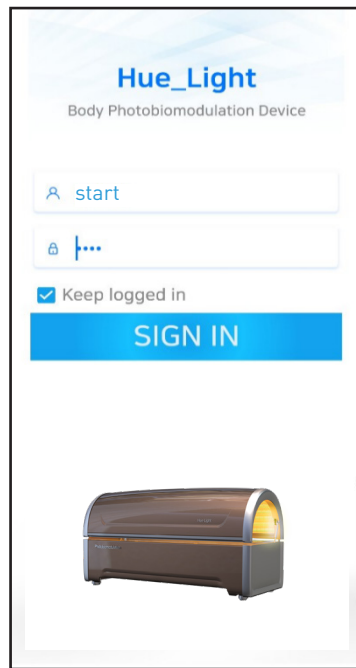 Hue_Light
Body Photobiomodulation Device
start
••••
Keep logged in
SIGN IN